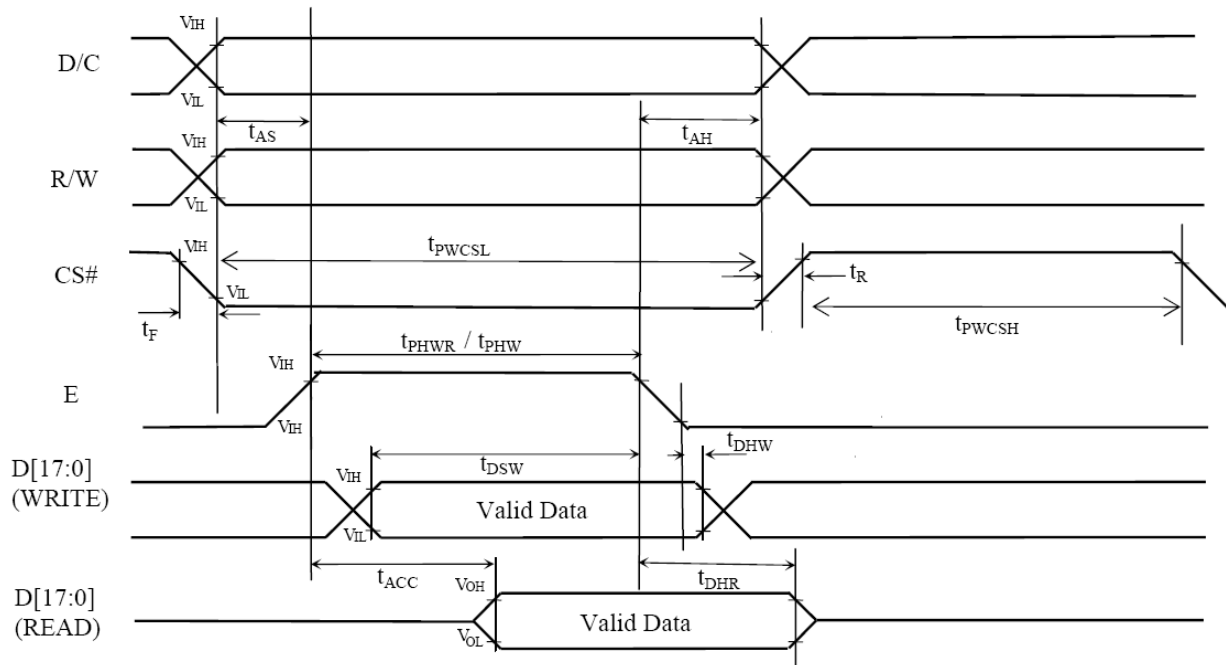 VIH
D/C
VIL
tAS
tAH
VIH
R/W
VIL
VIH
tPWCSL
CS#
VIL
tR
tF
tPWCSH
tPHWR / tPHW
VIH
E
VIH
tDHW
D[17:0]
(WRITE)
VIH
tDSW
Valid Data
VIL
tACC
tDHR
D[17:0]
(READ)
VOH
Valid Data
VOL